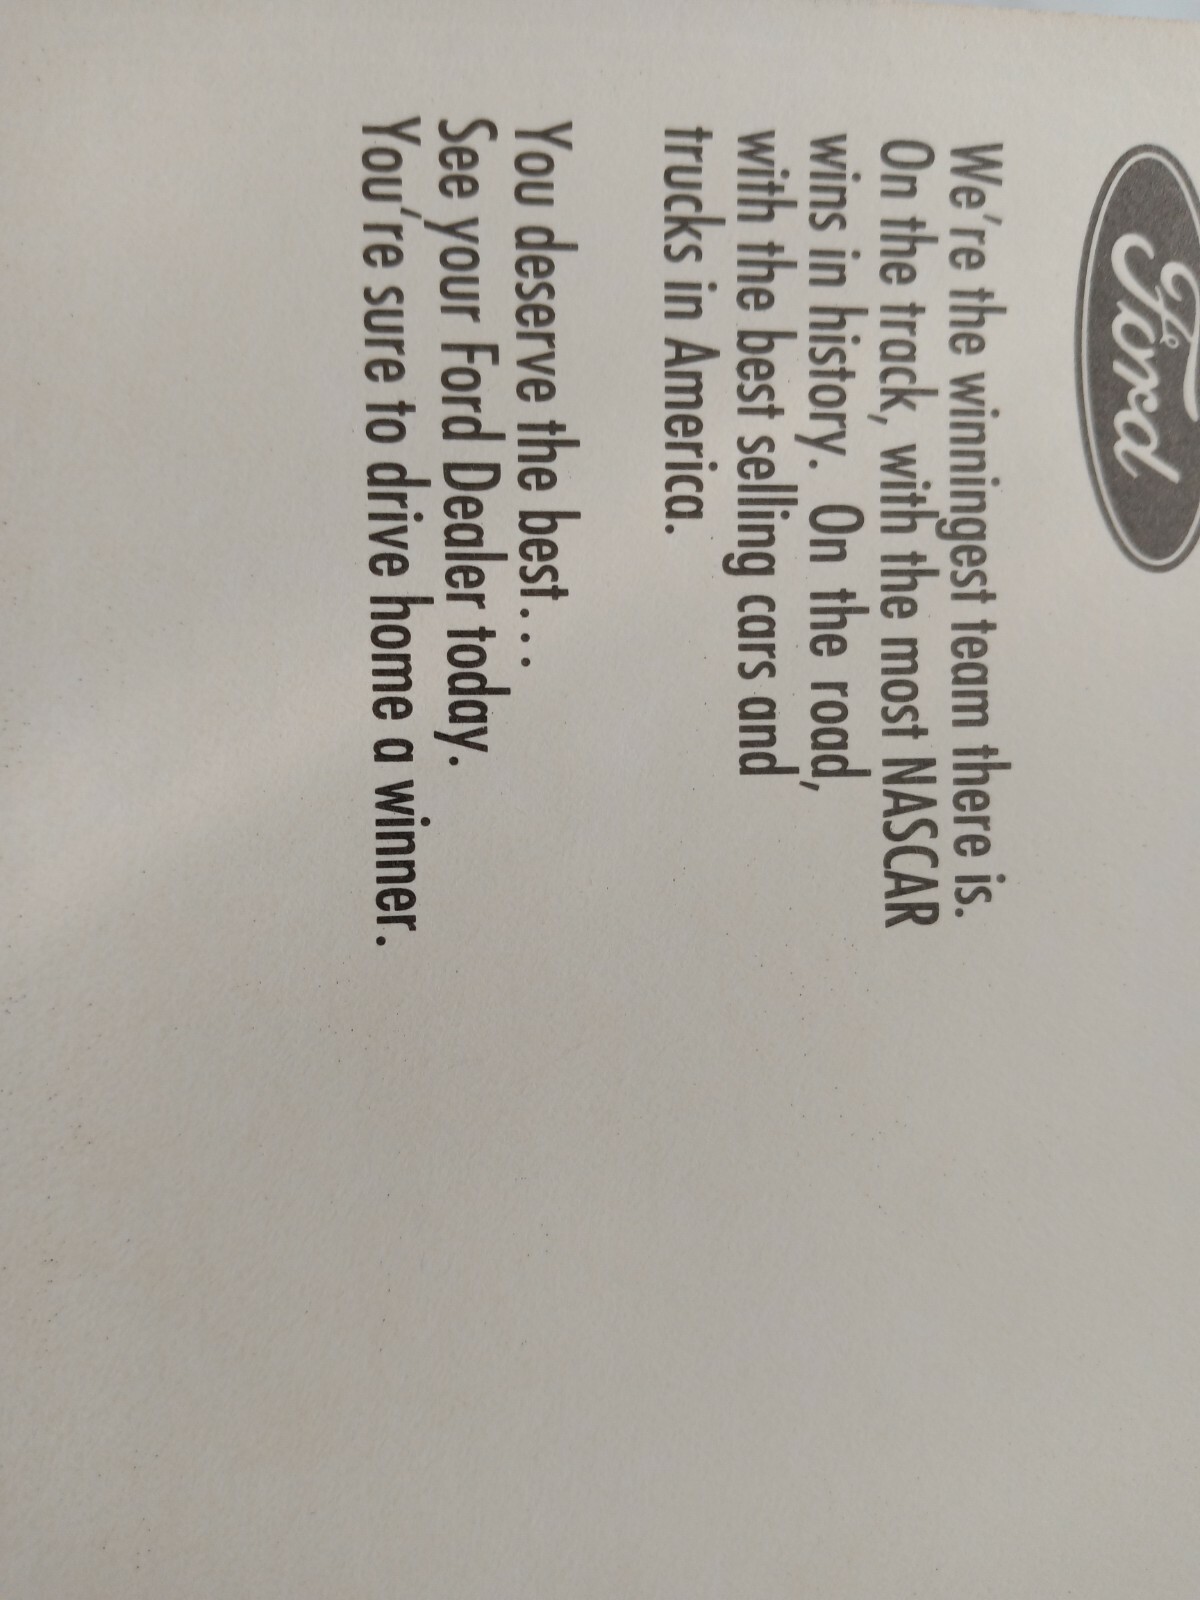 Ford
We're the winningest team there is.
On the track, with the most NASCAR
wins in history. On the road,
with the best selling cars and
trucks in America.
You deserve the best...
See your Ford Dealer today.
You're sure to drive home a winner.